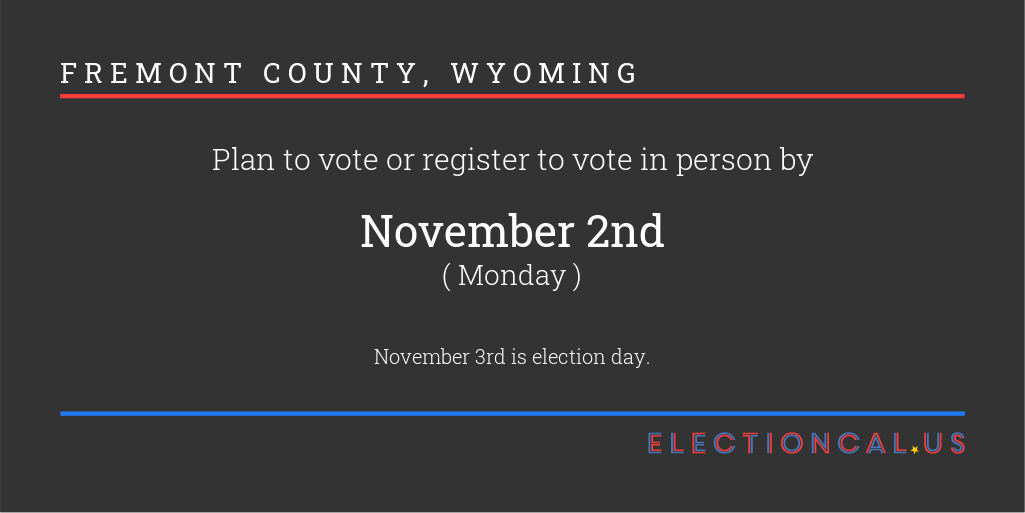 FREMONT COUNTY, WYOMING
Plan to vote or register to vote in person by
November 2nd
( Monday )
November 3rd is election day.
ELECTIONCAL.US